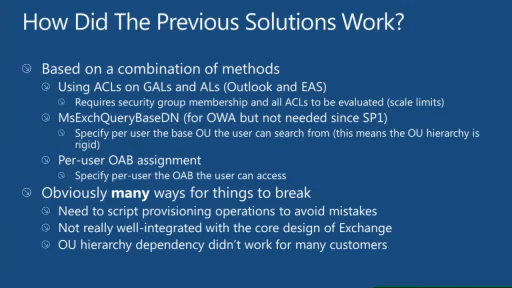 How Did The Previous Solutions Work?
Based on a combination of methods
Using ACLs on GALs and ALs (Outlook and EAS)
Requires security group membership and all ACLs to be evaluated (scale limits)
MsExchQueryBaseDN (for OWA but not needed since SP1)
Specify per user the base OU the user can search from (this means the OU hierarchy is
rigid)
Per-user OAB assignment
Specify per-user the OAB the user can access
Obviously many ways for things to break
Need to script provisioning operations to avoid mistakes
Not really well-integrated with the core design of Exchange
OU hierarchy dependency didn't work for many customers